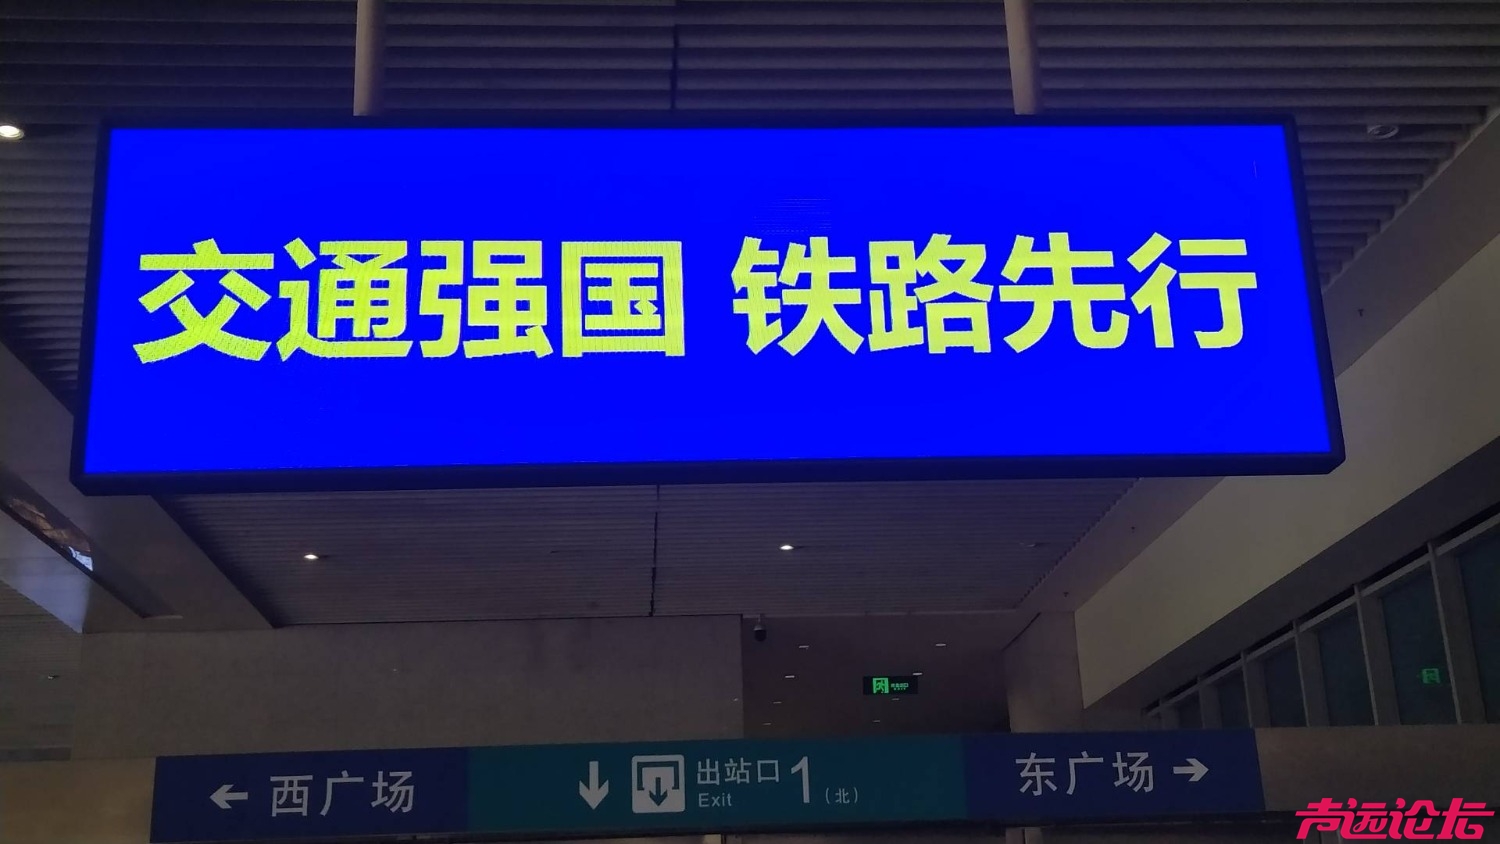 交通强国 铁路先行
← 西广场
↓ 出站口 1 (北)
Exit
东广场 →
声远论坛